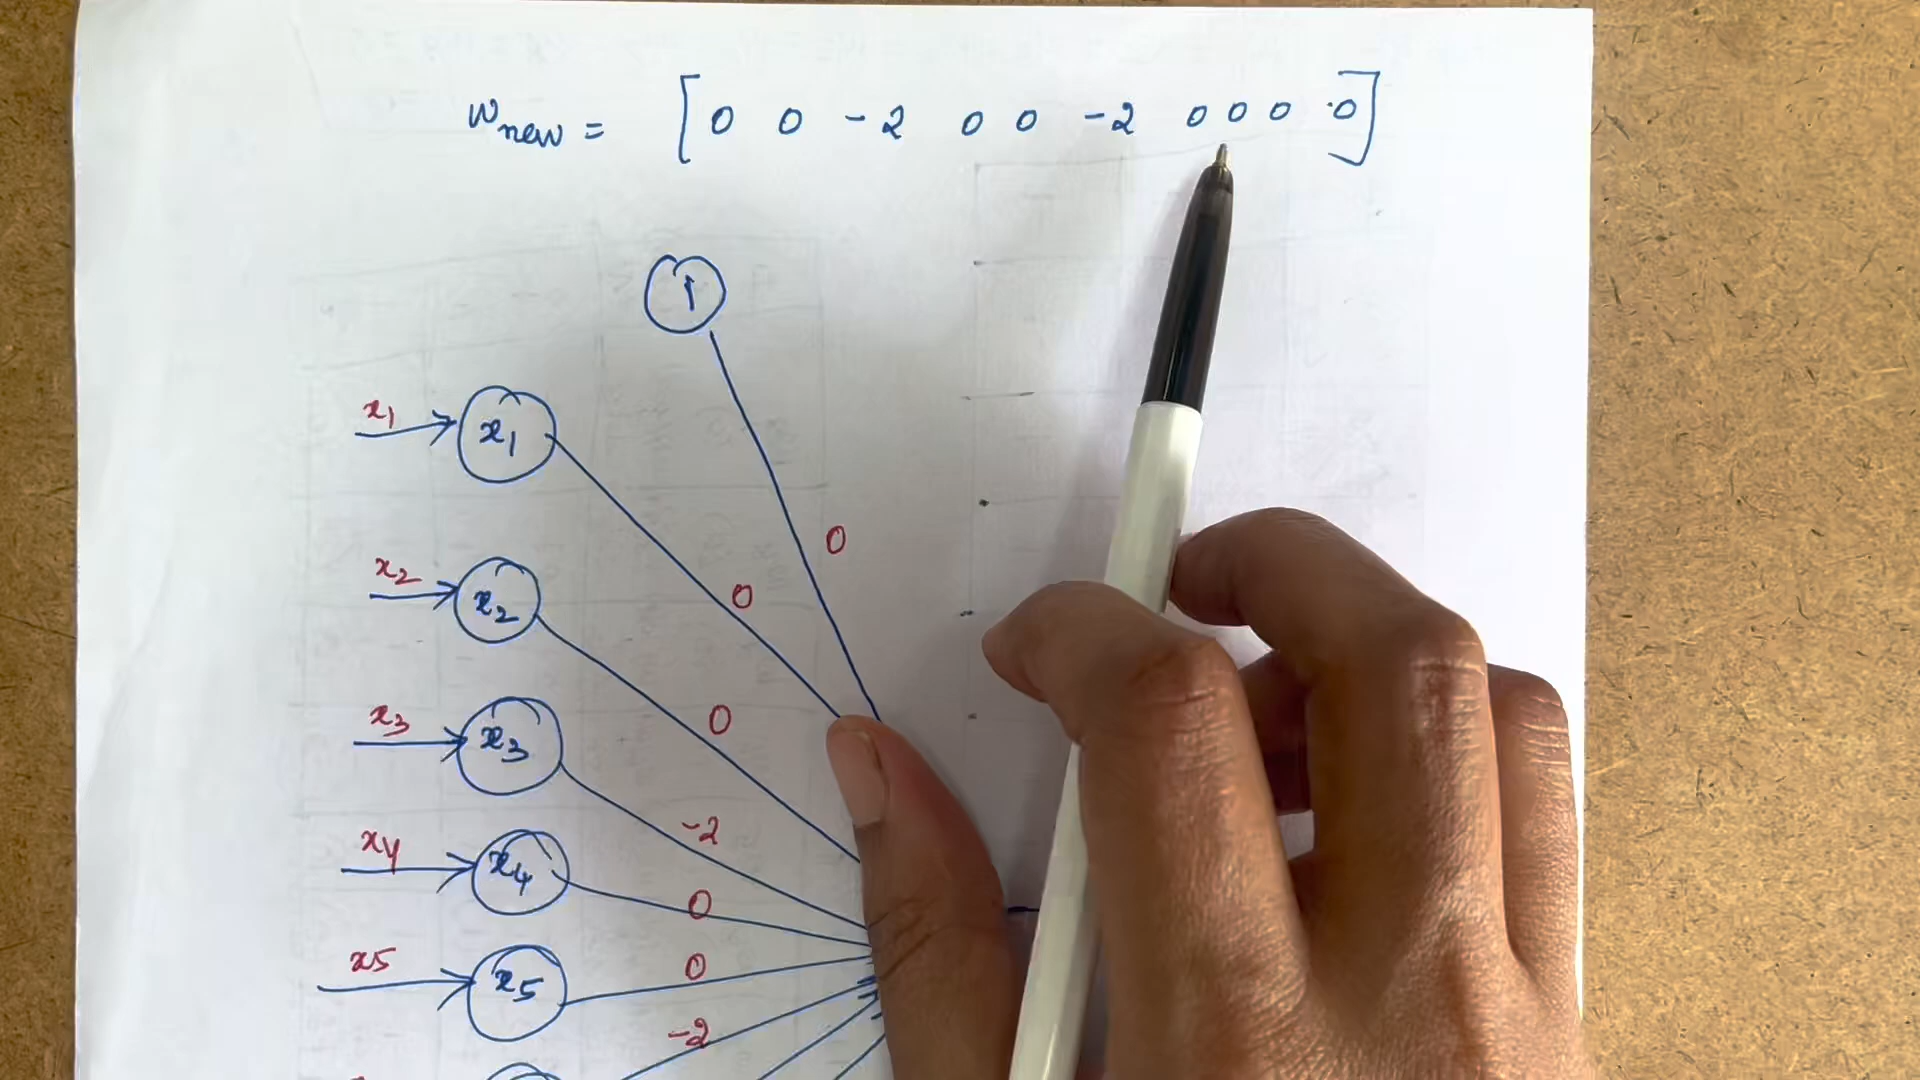 w new = [ 0 0 -2 0 0 -2 0 0 0 0 ]
1
x1 x1
0
0
x2 x2
0
x3 x3
-2
x4 x4
0
x5 x5
0
-2